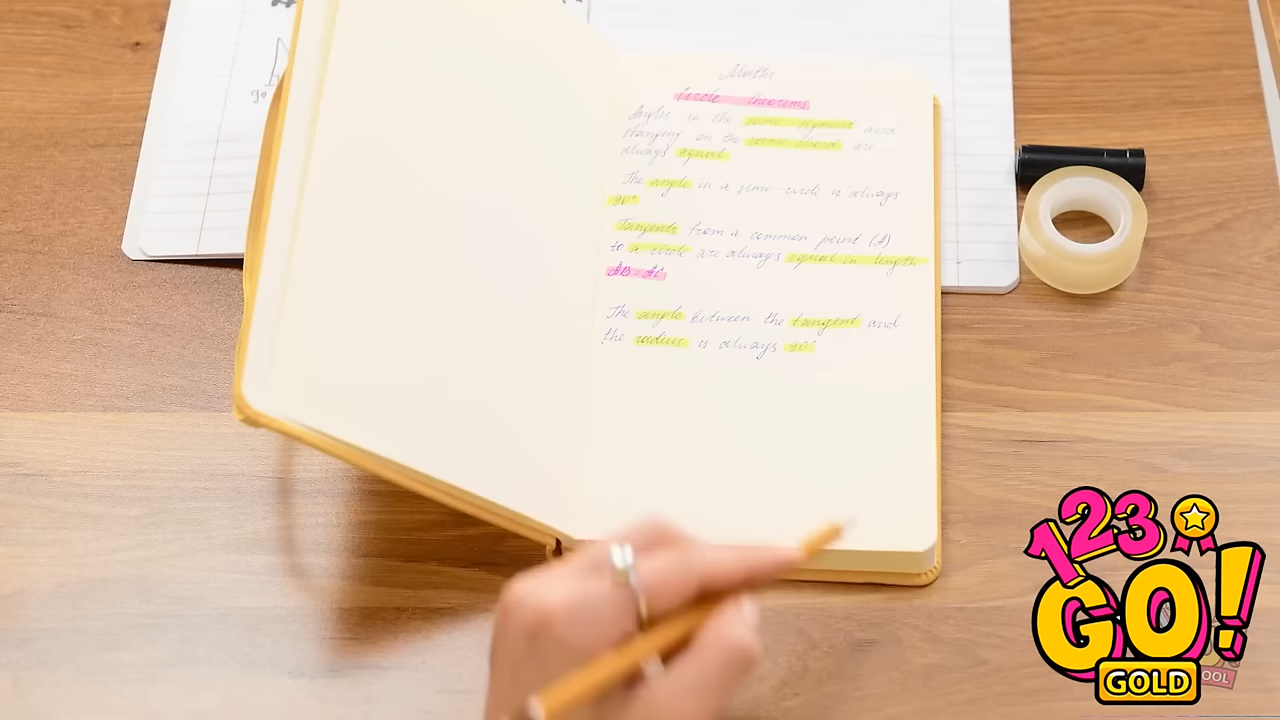 Maths
Circle theorems
Angles in the same segment and
standing on the same chord are
always equal
The angle in a semi-circle is always
90°
Tangents from a common point (A)
to a circle are always equal in length
AB=AC
The angle between the tangent and
the radius is always 90°
123
GO!
GOLD